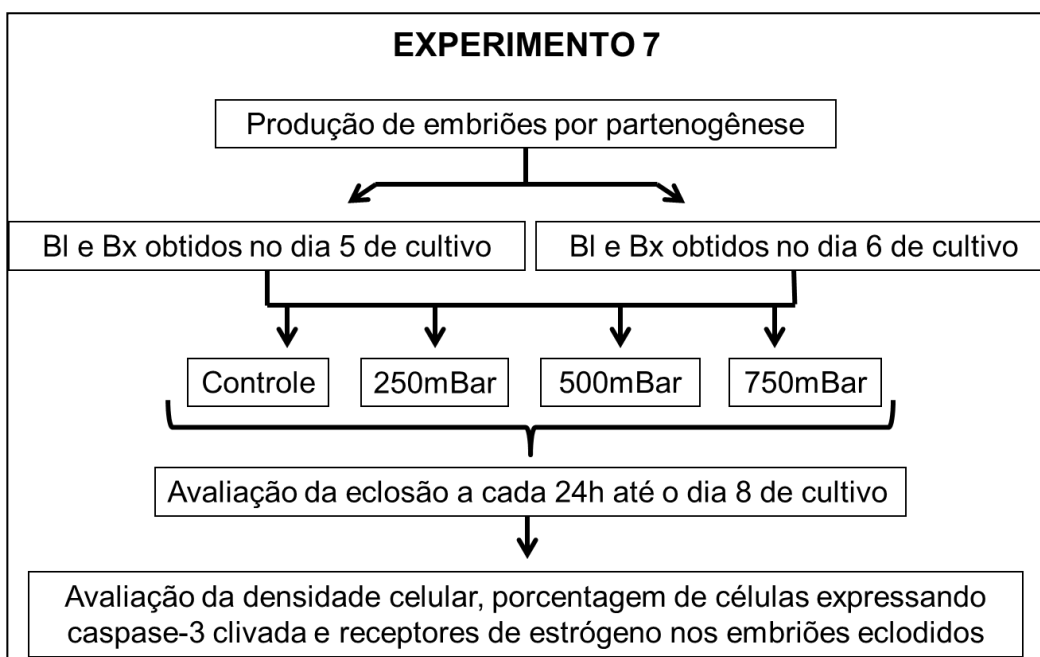 EXPERIMENTO 7
Produção de embriões por partenogênese
Bl e Bx obtidos no dia 5 de cultivo
Bl e Bx obtidos no dia 6 de cultivo
Controle
250mBar
500mBar
750mBar
Avaliação da eclosão a cada 24h até o dia 8 de cultivo
Avaliação da densidade celular, porcentagem de células expressando
caspase-3 clivada e receptores de estrógeno nos embriões eclodidos